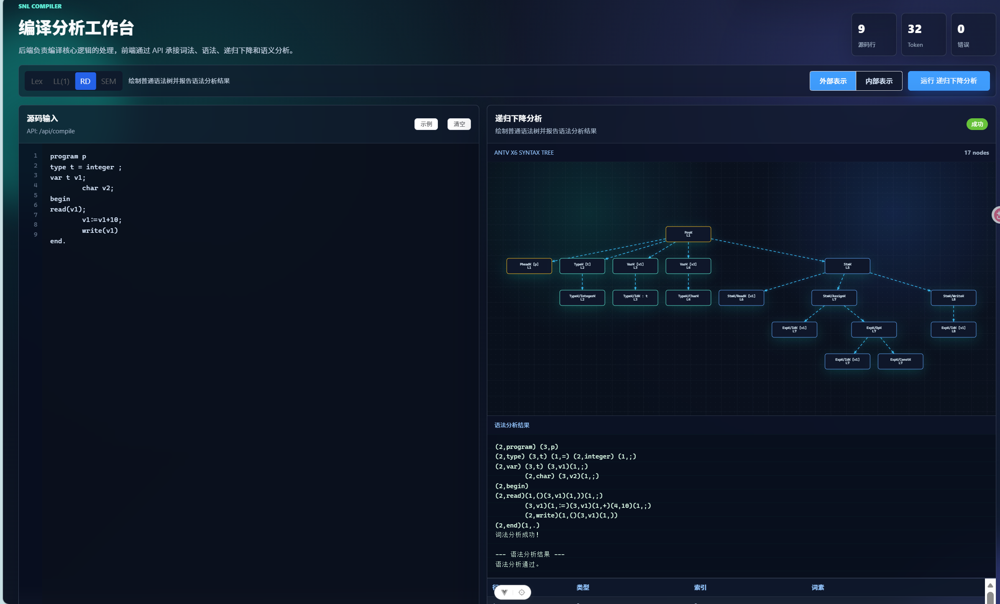 SNL COMPILER
编译分析工作台
后端负责编译核心逻辑的处理，前端通过 API 承接词法、语法、递归下降和语义分析。
9
源码行
32
Token
0
错误
Lex LL(1) RD SEM 绘制普通语法树并报告语法分析结果
外部表示 内部表示 运行 递归下降分析
源码输入
API: /api/compile
示例 清空
1 program p
2 type t = integer ;
3 var t v1;
4         char v2;
5 begin
6 read(v1);
7         v1:=v1+10;
8         write(v1)
9 end.
递归下降分析
绘制普通语法树并报告语法分析结果
成功
ANTV X6 SYNTAX TREE
17 nodes
ProK
L1
PheadK [p]
L1
TypeK [t]
L2
VarK [v1]
L3
VarK [v2]
L4
StmK
L5
TypeK/IntegerK
L2
TypeK/IdK : t
L3
TypeK/CharK
L4
StmK/ReadK [v1]
L6
StmK/AssignK
L7
StmK/WriteK
L8
ExpK/IdK [v1]
L7
ExpK/OpK
L7
ExpK/IdK [v1]
L8
ExpK/IdK [v1]
L7
ExpK/ConstK
L7
语法分析结果
(2,program) (3,p)
(2,type) (3,t) (1,=) (2,integer) (1,;)
(2,var) (3,t) (3,v1)(1,;)
        (2,char) (3,v2)(1,;)
(2,begin)
(2,read)(1,()(3,v1)(1,))(1,;)
        (3,v1)(1,:=)(3,v1)(1,+)(4,10)(1,;)
        (2,write)(1,()(3,v1)(1,))
(2,end)(1,.)
词法分析成功!
--- 语法分析结果 ---
语法分析通过。
行 类型 索引 词素